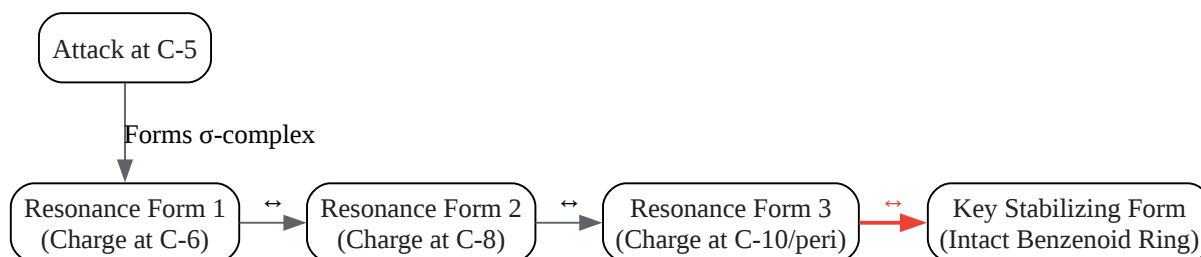 Attack at C-5
Forms σ-complex
Resonance Form 1
(Charge at C-6)
↔
Resonance Form 2
(Charge at C-8)
↔
Resonance Form 3
(Charge at C-10/peri)
↔
Key Stabilizing Form
(Intact Benzenoid Ring)